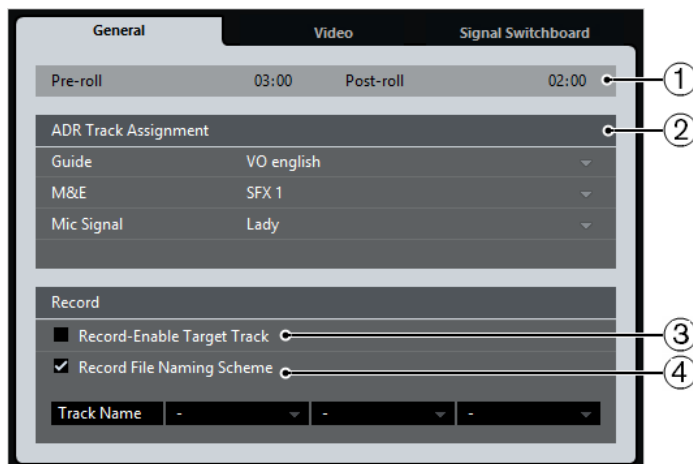 General Video Signal Switchboard
Pre-roll 03:00 Post-roll 02:00 1
ADR Track Assignment 2
Guide VO english
M&E SFX 1
Mic Signal Lady
Record
Record-Enable Target Track 3
Record File Naming Scheme 4
Track Name - - -